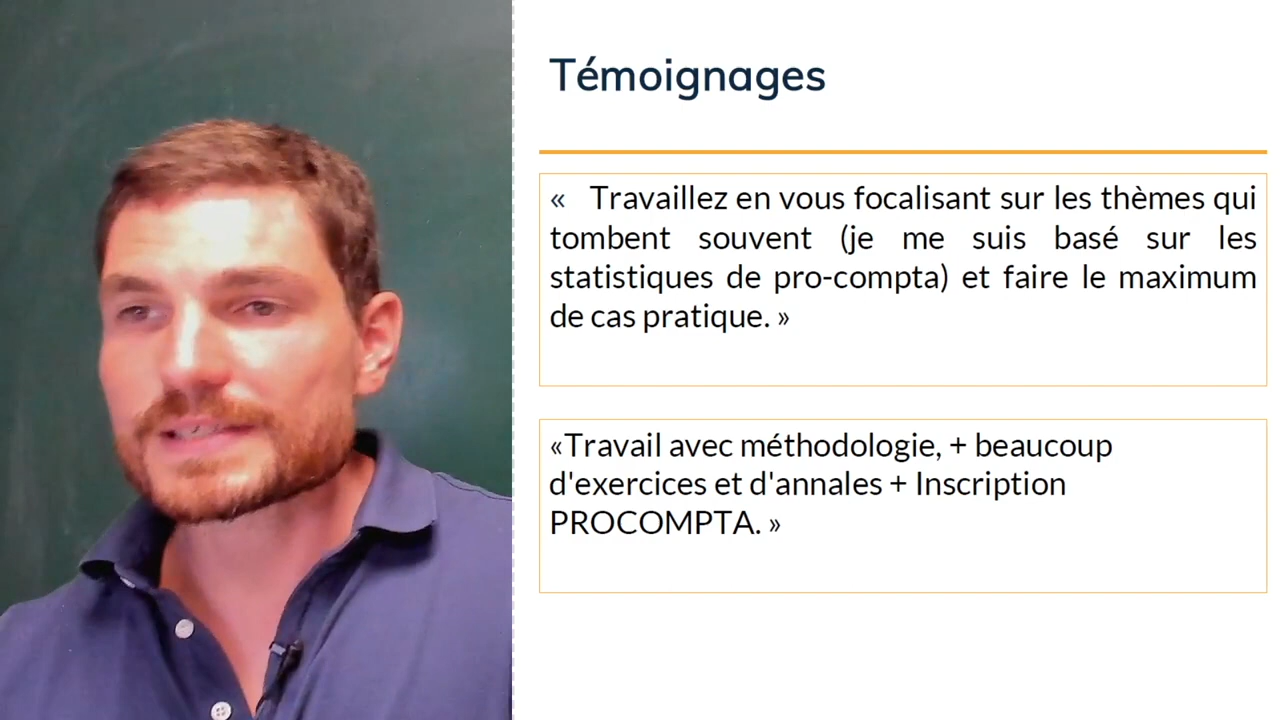 Témoignages
« Travaillez en vous focalisant sur les thèmes qui
tombent souvent (je me suis basé sur les
statistiques de pro-compta) et faire le maximum
de cas pratique. »
«Travail avec méthodologie, + beaucoup
d'exercices et d'annales + Inscription
PROCOMPTA. »